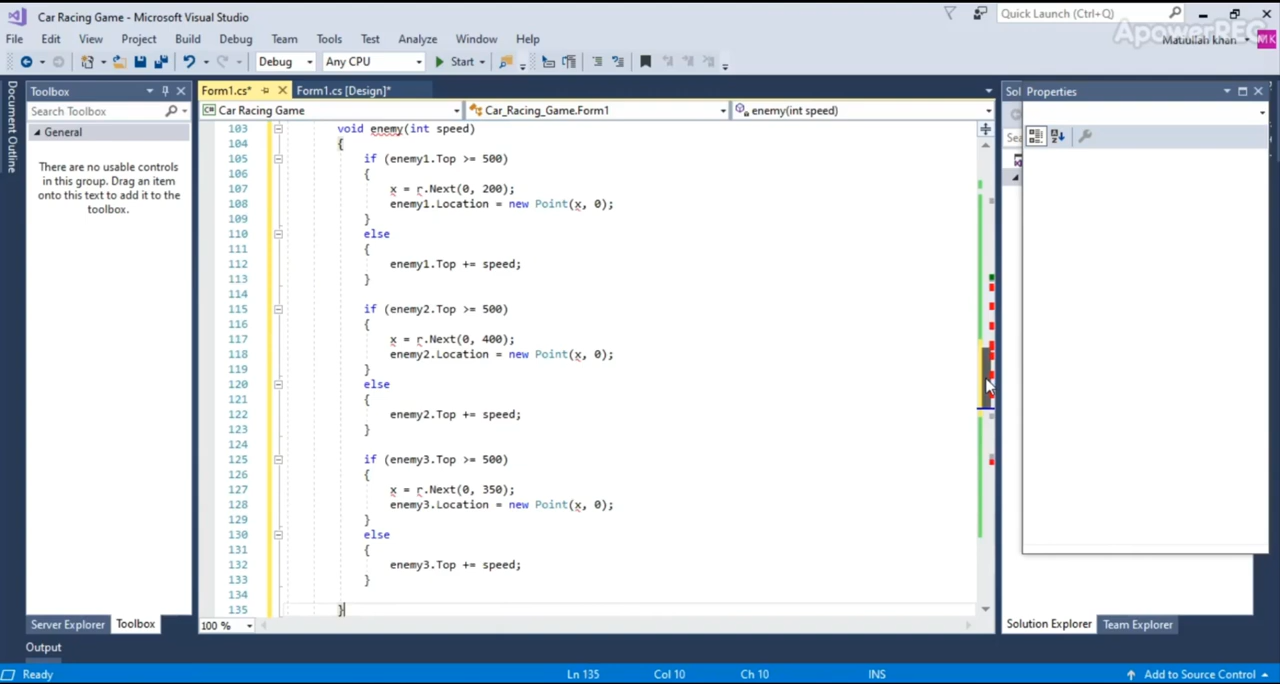 Car Racing Game - Microsoft Visual Studio
Quick Launch (Ctrl+Q)
ApowerREC
File Edit View Project Build Debug Team Tools Test Analyze Window Help
Matiullah khan MK
Debug Any CPU Start
Document Outline
Toolbox
Search Toolbox
General
There are no usable controls
in this group. Drag an item
onto this text to add it to the
toolbox.
Server Explorer Toolbox
Form1.cs* Form1.cs [Design]*
Car Racing Game Car_Racing_Game.Form1 enemy(int speed)
103 void enemy(int speed)
104 {
105 if (enemy1.Top >= 500)
106 {
107 x = r.Next(0, 200);
108 enemy1.Location = new Point(x, 0);
109 }
110 else
111 {
112 enemy1.Top += speed;
113 }
114
115 if (enemy2.Top >= 500)
116 {
117 x = r.Next(0, 400);
118 enemy2.Location = new Point(x, 0);
119 }
120 else
121 {
122 enemy2.Top += speed;
123 }
124
125 if (enemy3.Top >= 500)
126 {
127 x = r.Next(0, 350);
128 enemy3.Location = new Point(x, 0);
129 }
130 else
131 {
132 enemy3.Top += speed;
133 }
134
135 }
100 %
Sol Properties
Sea
Solution Explorer Team Explorer
Output
Ready Ln 135 Col 10 Ch 10 INS Add to Source Control